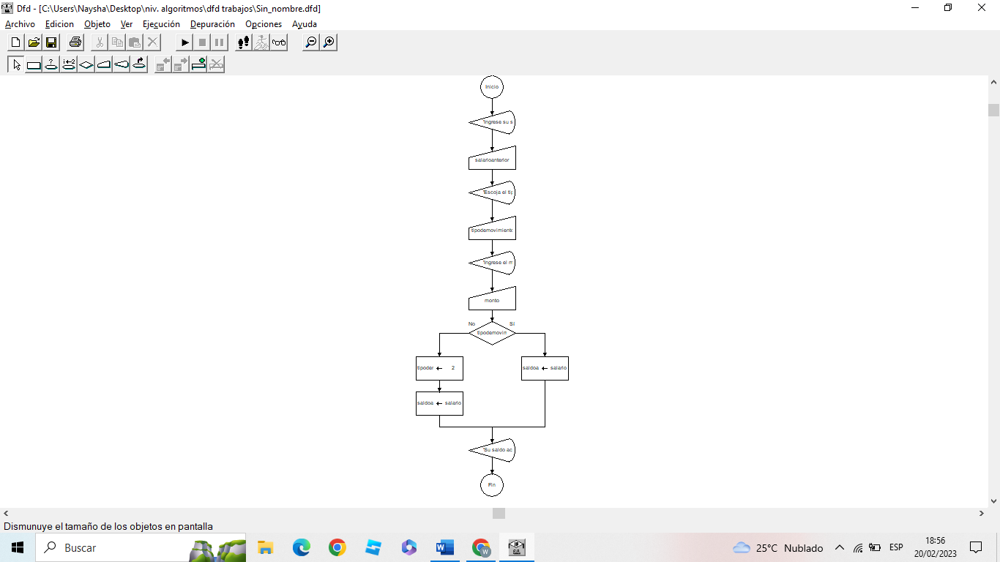 Dfd - [C:\Users\Naysha\Desktop\niv. algoritmos\dfd trabajos\Sin_nombre.dfd]
Archivo Edicion Objeto Ver Ejecución Depuración Opciones Ayuda
Inicio
'Ingrese su s
salarioanterior
'Escoja el tip
tipodemovimiento
'Ingrese el m
monto
No Sí
tipodemovim
tipoder ← 2
saldoa ← salario
saldoa ← salario
'Su saldo ac
Fin
Dismunuye el tamaño de los objetos en pantalla
Buscar
25°C Nublado
ESP
18:56
20/02/2023